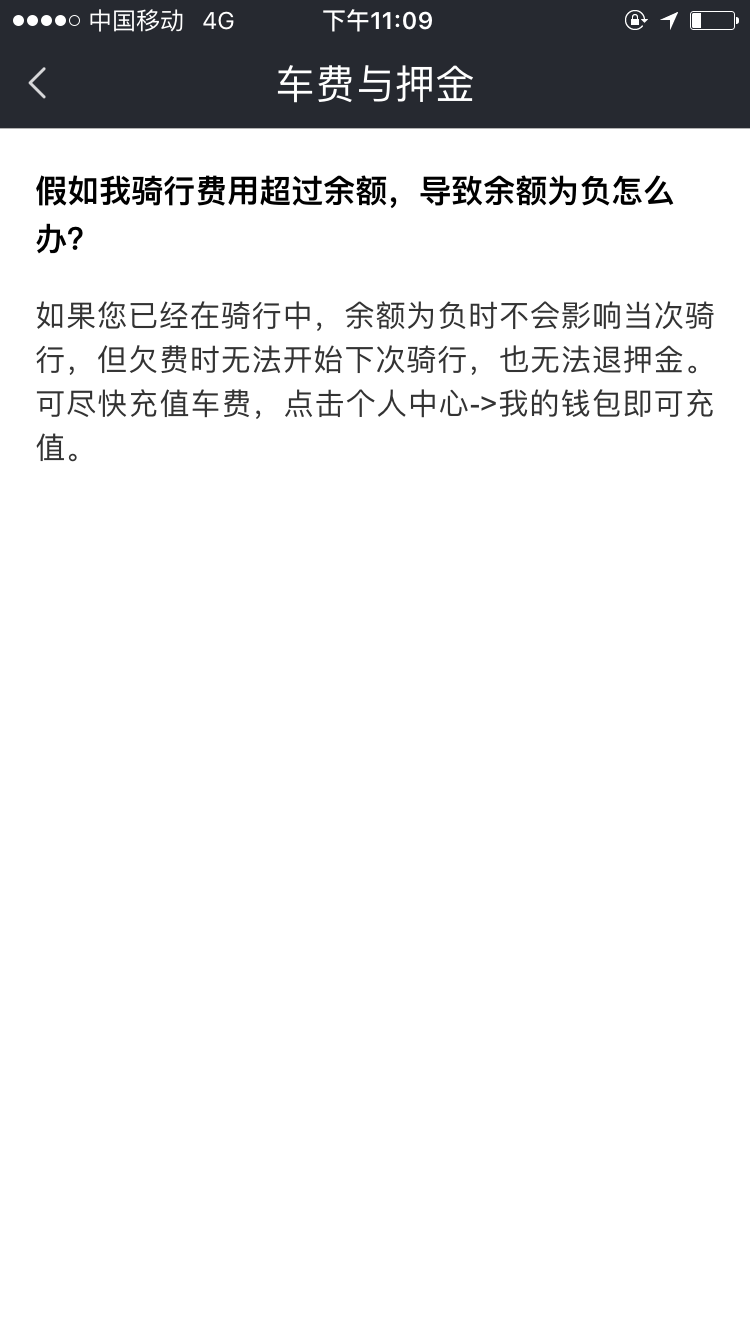 中国移动 4G 下午11:09
车费与押金
假如我骑行费用超过余额，导致余额为负怎么
办？
如果您已经在骑行中，余额为负时不会影响当次骑
行，但欠费时无法开始下次骑行，也无法退押金。
可尽快充值车费，点击个人中心->我的钱包即可充
值。